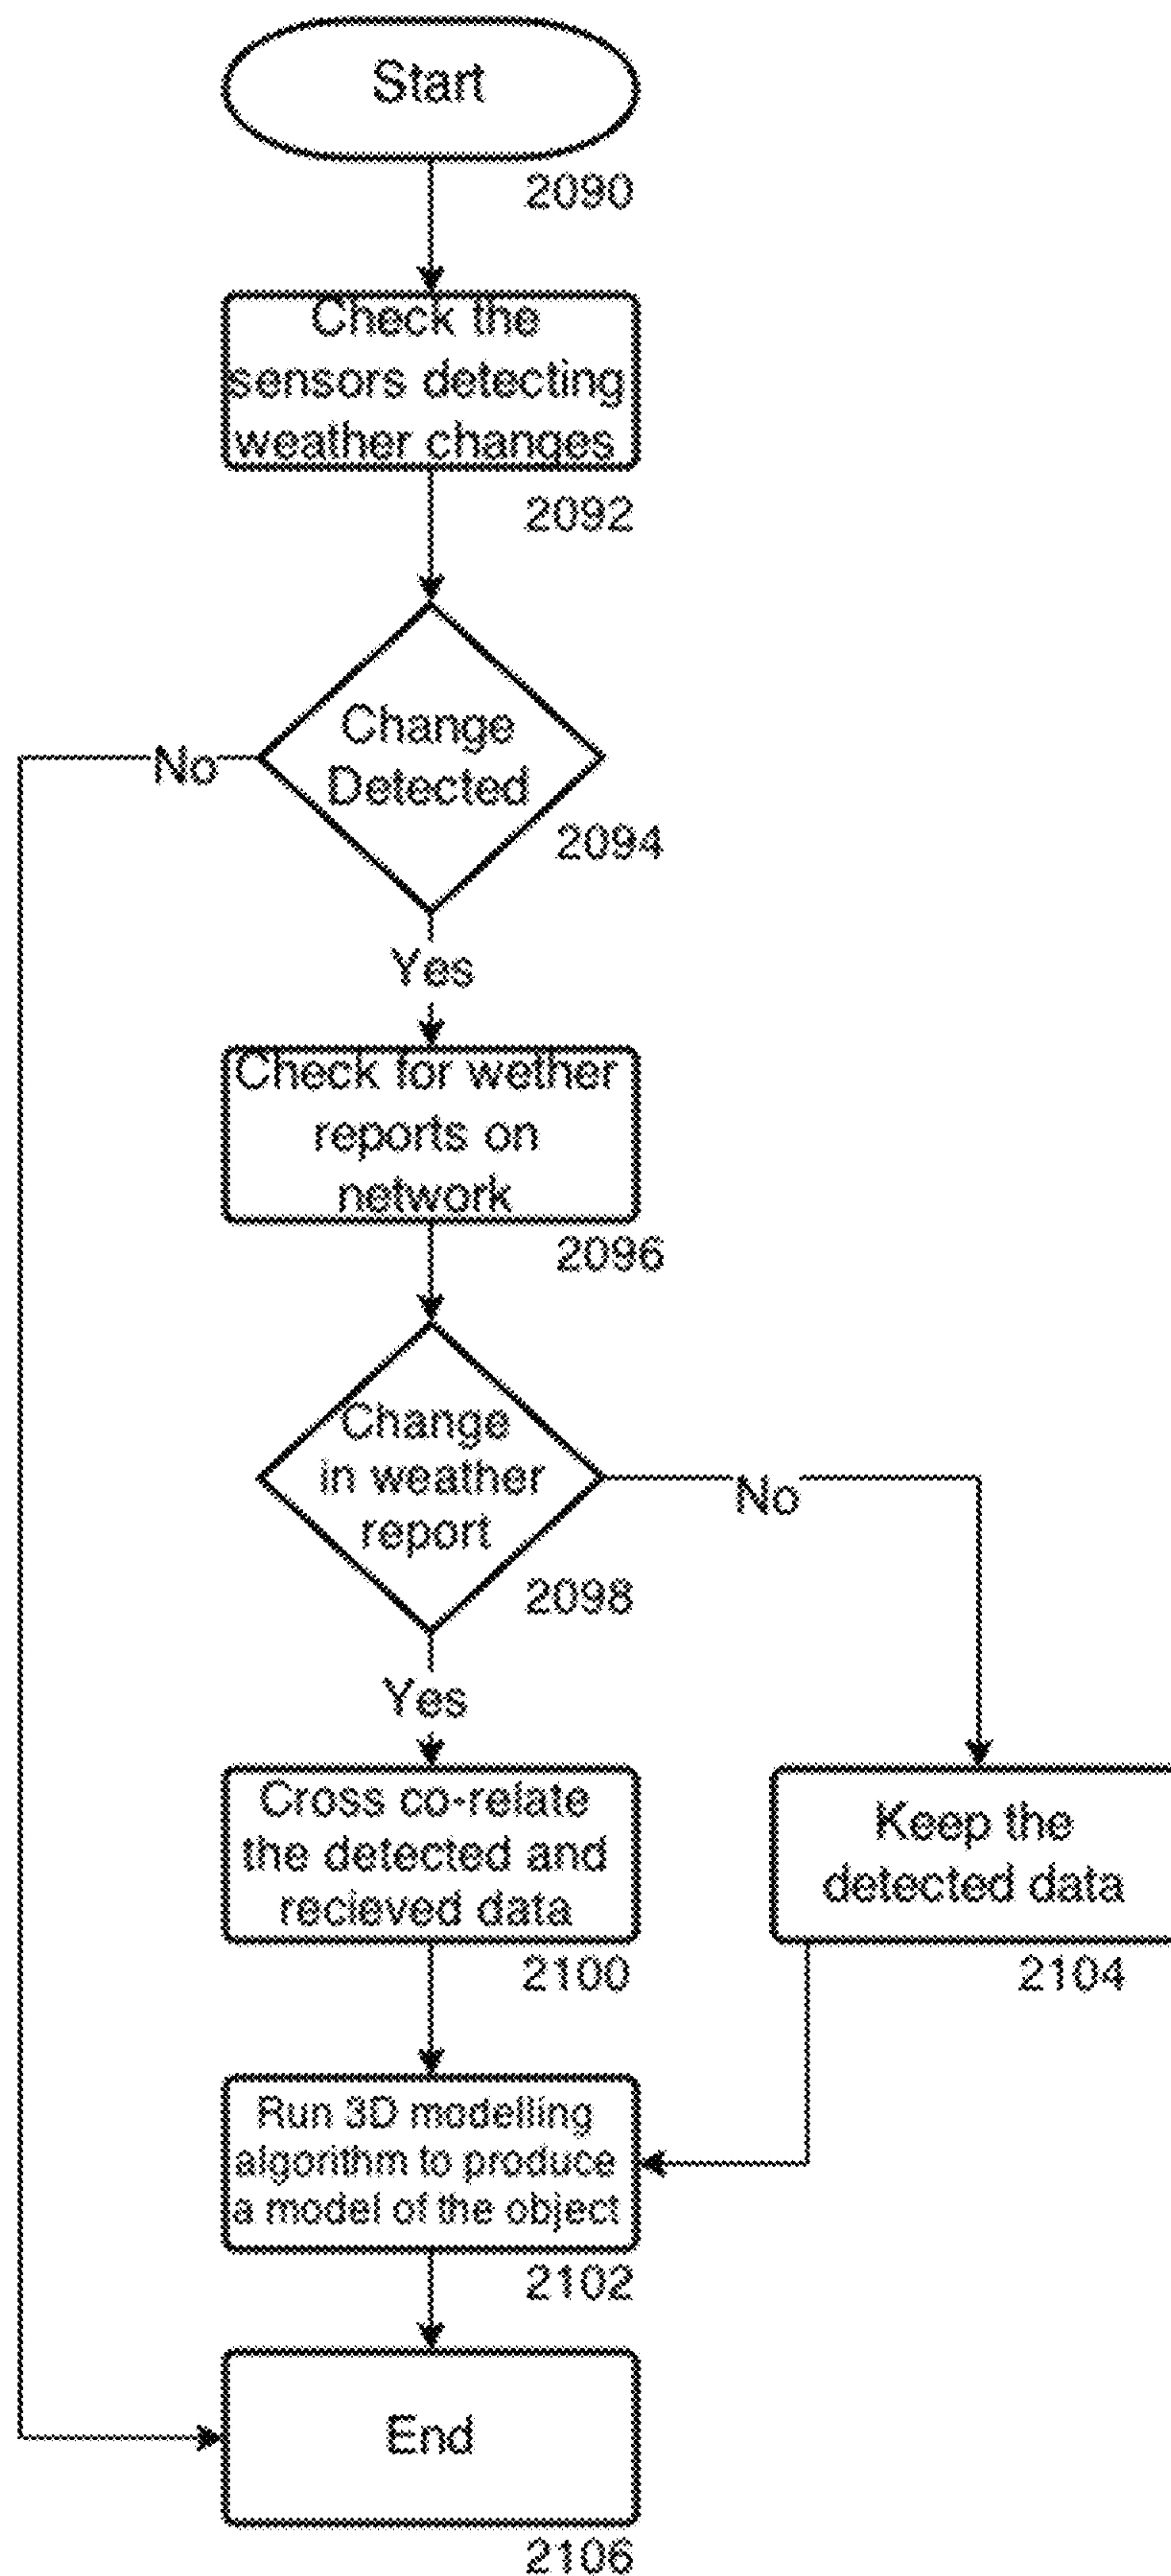 Start
2090
Check the
sensors detecting
weather changes
2092
Change
Detected
2094
No
Yes
Check for wether
reports on
network
2096
Change
in weather
report
2098
No
Yes
Cross co-relate
the detected and
recieved data
2100
Keep the
detected data
2104
Run 3D modelling
algorithm to produce
a model of the object
2102
End
2106